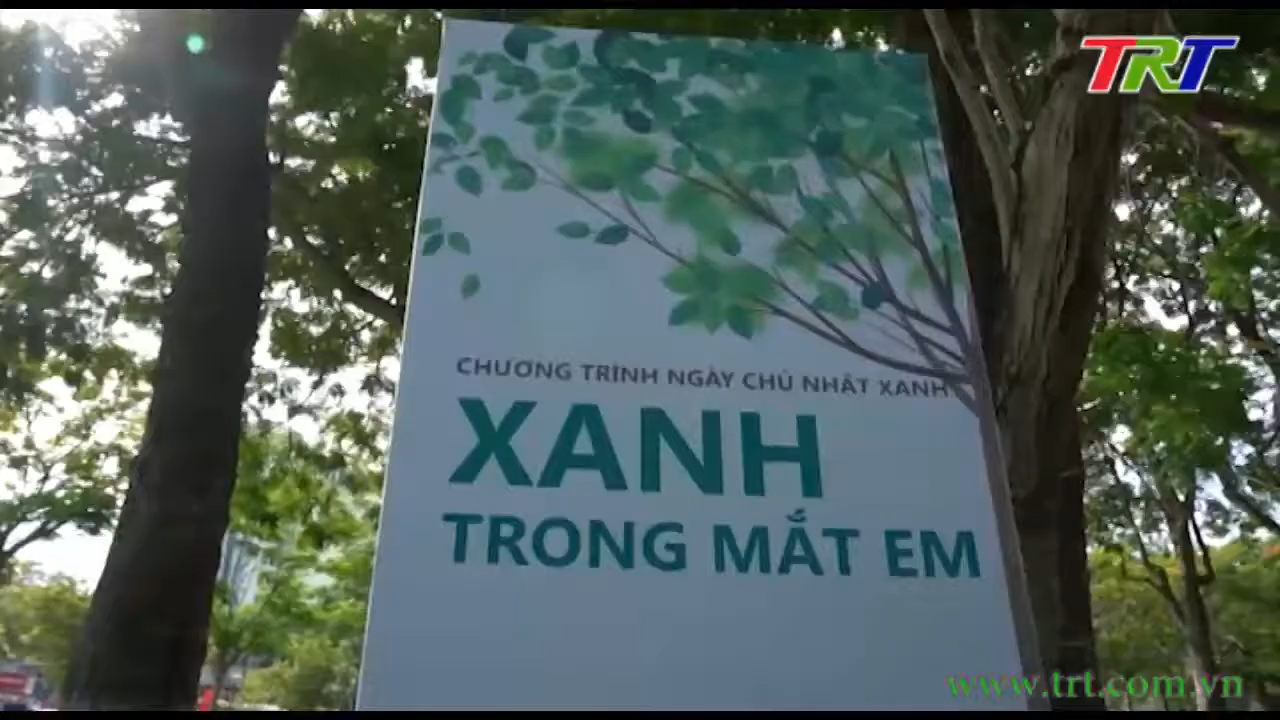 TRT
CHƯƠNG TRÌNH NGÀY CHỦ NHẬT XANH
XANH
TRONG MẮT EM
www.trt.com.vn